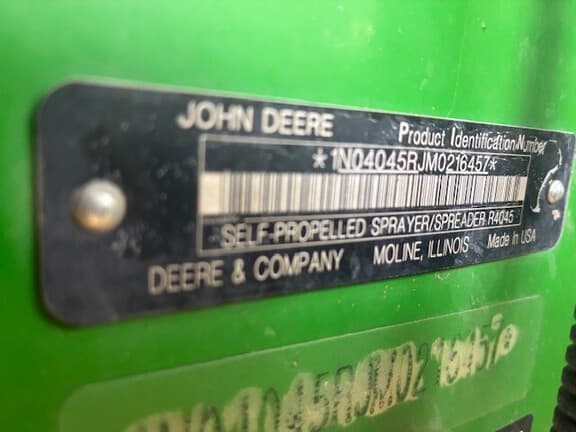 JOHN DEERE
Product Identification Number
*1N04045RJM0216457*
SELF-PROPELLED SPRAYER/SPREADER R4045
DEERE & COMPANY MOLINE, ILLINOIS Made in USA